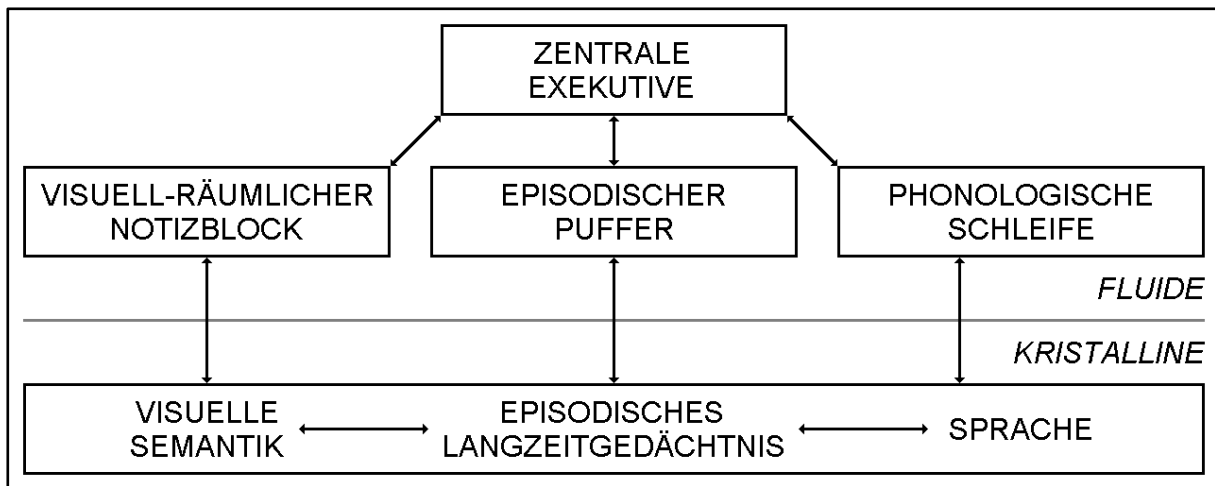 ZENTRALE
EXEKUTIVE
VISUELL-RÄUMLICHER
NOTIZBLOCK
EPISODISCHER
PUFFER
PHONOLOGISCHE
SCHLEIFE
FLUIDE
KRISTALLINE
VISUELLE
SEMANTIK
EPISODISCHES
LANGZEITGEDÄCHTNIS
SPRACHE